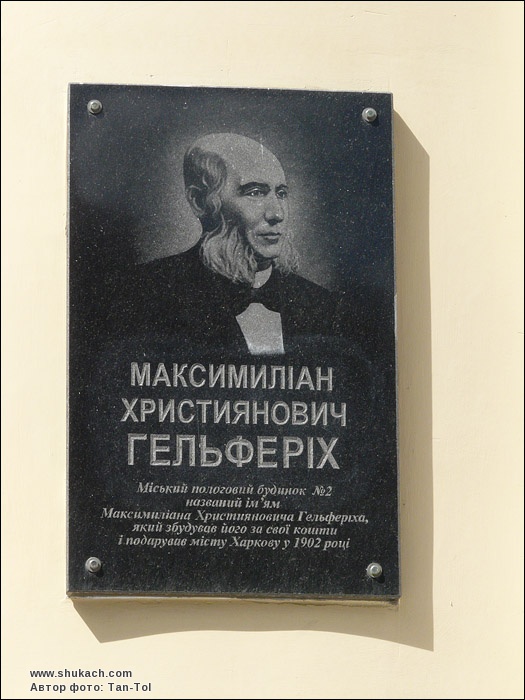 МАКСИМИЛІАН
ХРИСТИЯНОВИЧ
ГЕЛЬФЕРІХ
Міський пологовий будинок №2
названий ім'ям
Максимиліана Християновича Гельферіха,
який збудував його за свої кошти
і подарував місту Харкову у 1902 році
www.shukach.com
Автор фото: Tan-Tol